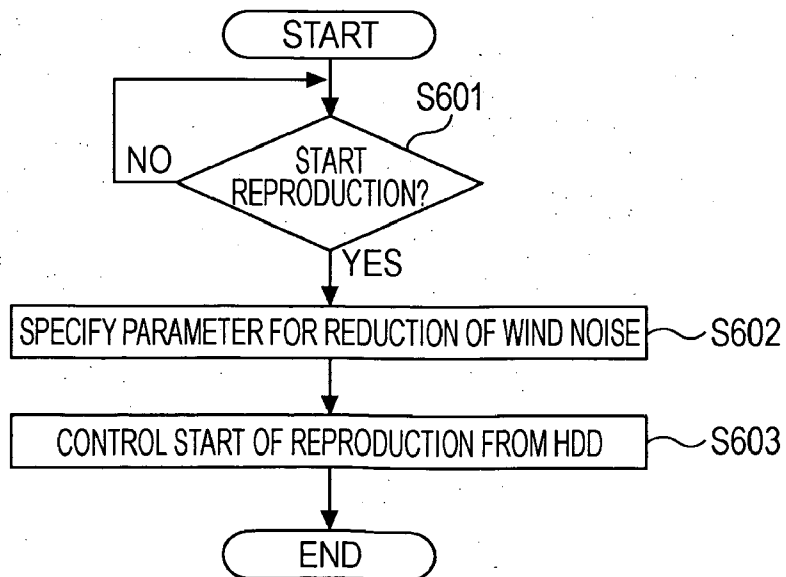 START
S601
NO
START
REPRODUCTION?
YES
SPECIFY PARAMETER FOR REDUCTION OF WIND NOISE
S602
CONTROL START OF REPRODUCTION FROM HDD
S603
END